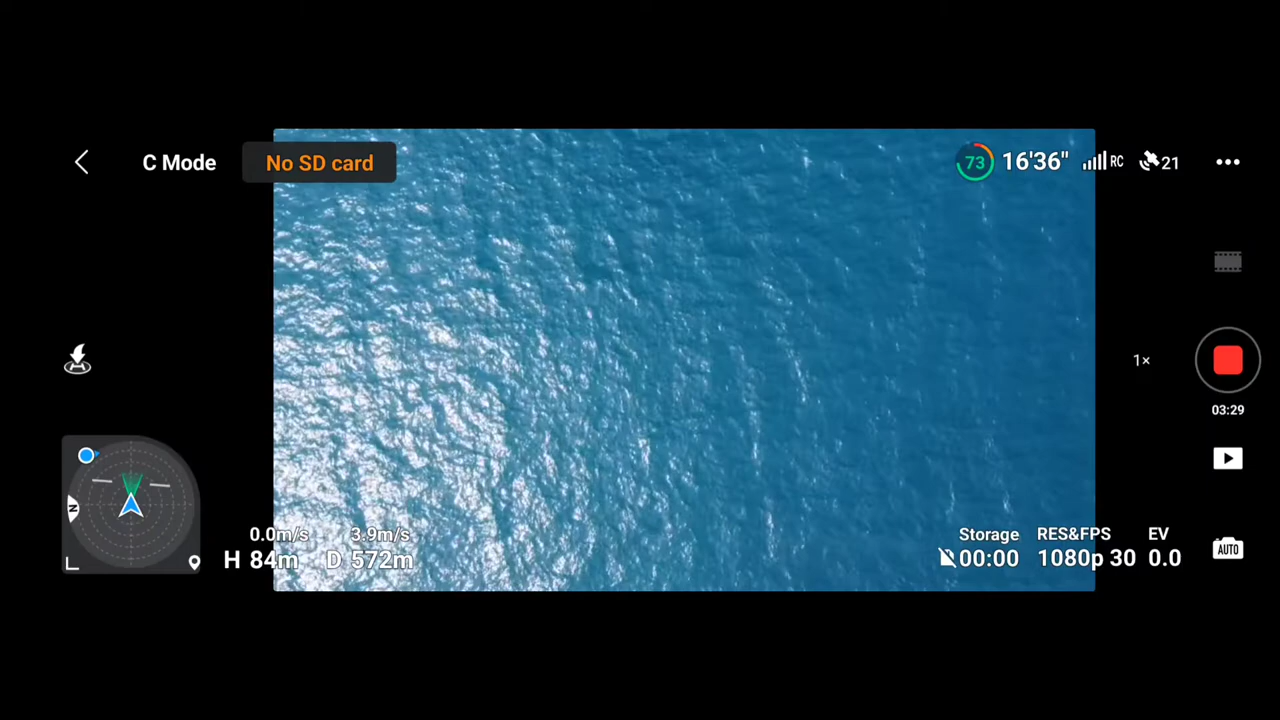 C Mode
No SD card
73
16'36"
RC
21
1×
03:29
N
0.0m/s
3.9m/s
H 84m
D 572m
Storage
RES&FPS
EV
00:00
1080p 30
0.0
AUTO